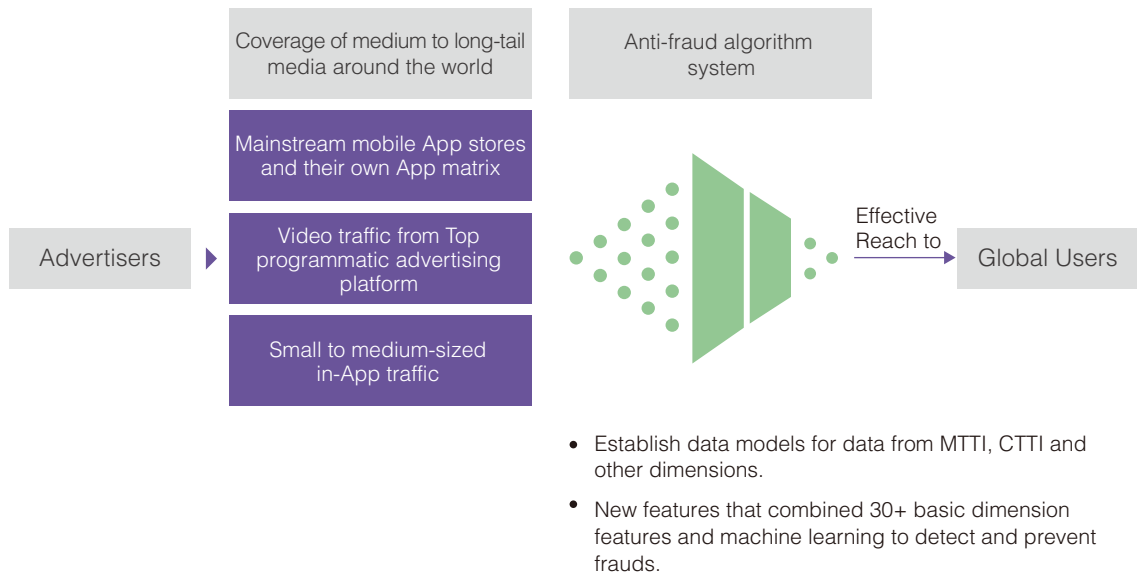 Coverage of medium to long-tail
media around the world
Anti-fraud algorithm
system
Mainstream mobile App stores
and their own App matrix
Advertisers
Video traffic from Top
programmatic advertising
platform
Effective
Reach to
Global Users
Small to medium-sized
in-App traffic
• Establish data models for data from MTTI, CTTI and
other dimensions.
• New features that combined 30+ basic dimension
features and machine learning to detect and prevent
frauds.